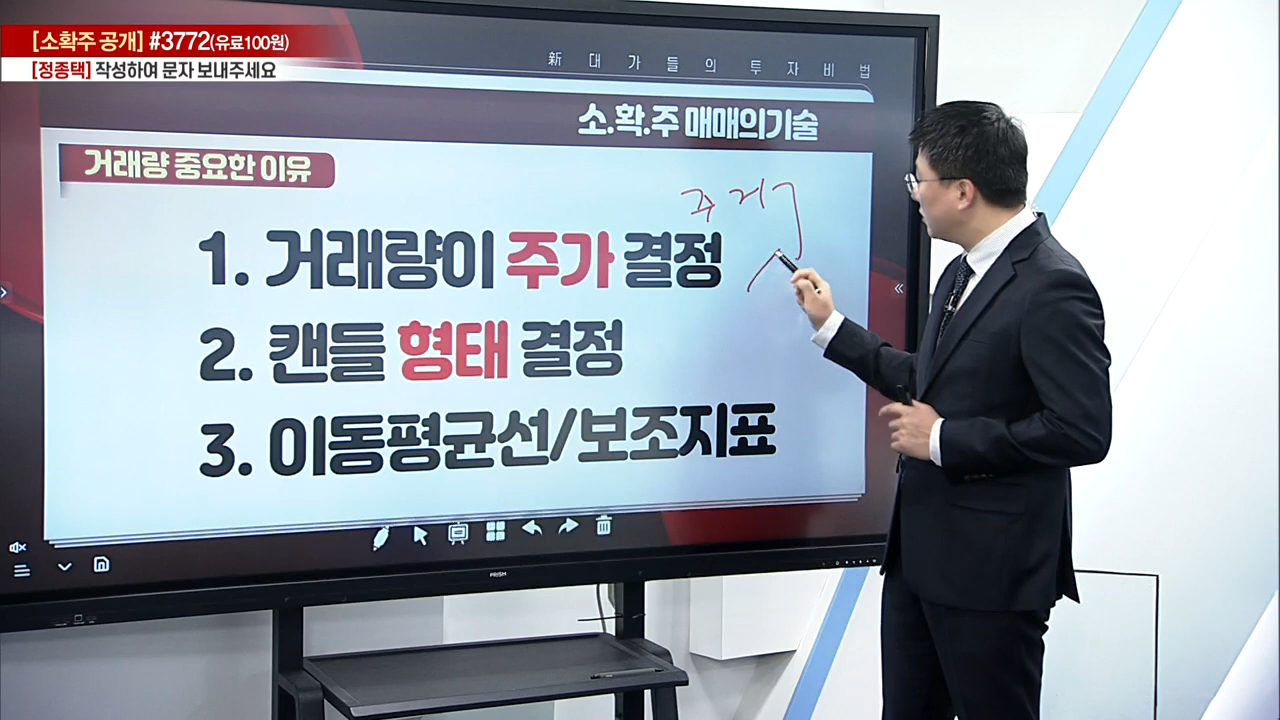 [소확주 공개] #3772(유료100원)
[정종택] 작성하여 문자 보내주세요
新 대 가 들 의 투 자 비 법
소.확.주 매매의기술
거래량 중요한 이유
주 거
1. 거래량이 주가 결정
2. 캔들 형태 결정
3. 이동평균선/보조지표
PRISM